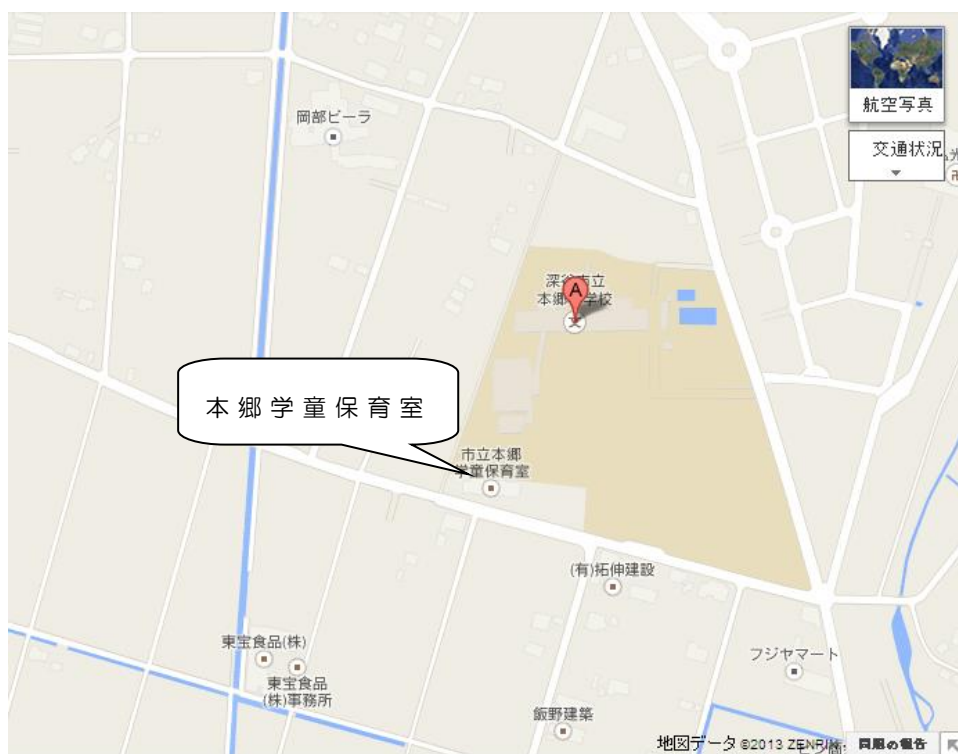 航空写真
岡部ビーラ
交通状況
深谷市立
本郷小学校
A
文
本郷学童保育室
市立本郷
学童保育室
(有)拓伸建設
東宝食品(株)
東宝食品
(株)事務所
フジヤマート
飯野建築
地図データ ©2013 ZENRIN